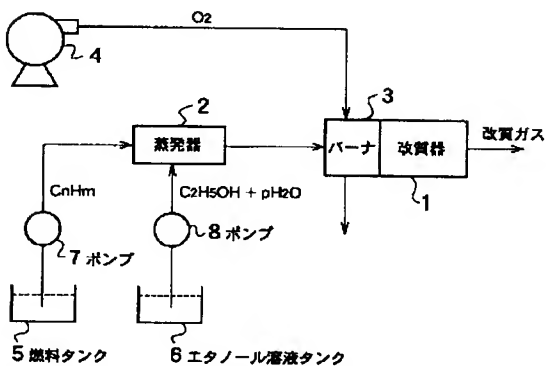 O2
4
2
蒸発器
3
バーナ
改質器
改質ガス
1
CnHm
C2H5OH + pH2O
7 ポンプ
8 ポンプ
5 燃料タンク
6 エタノール溶液タンク